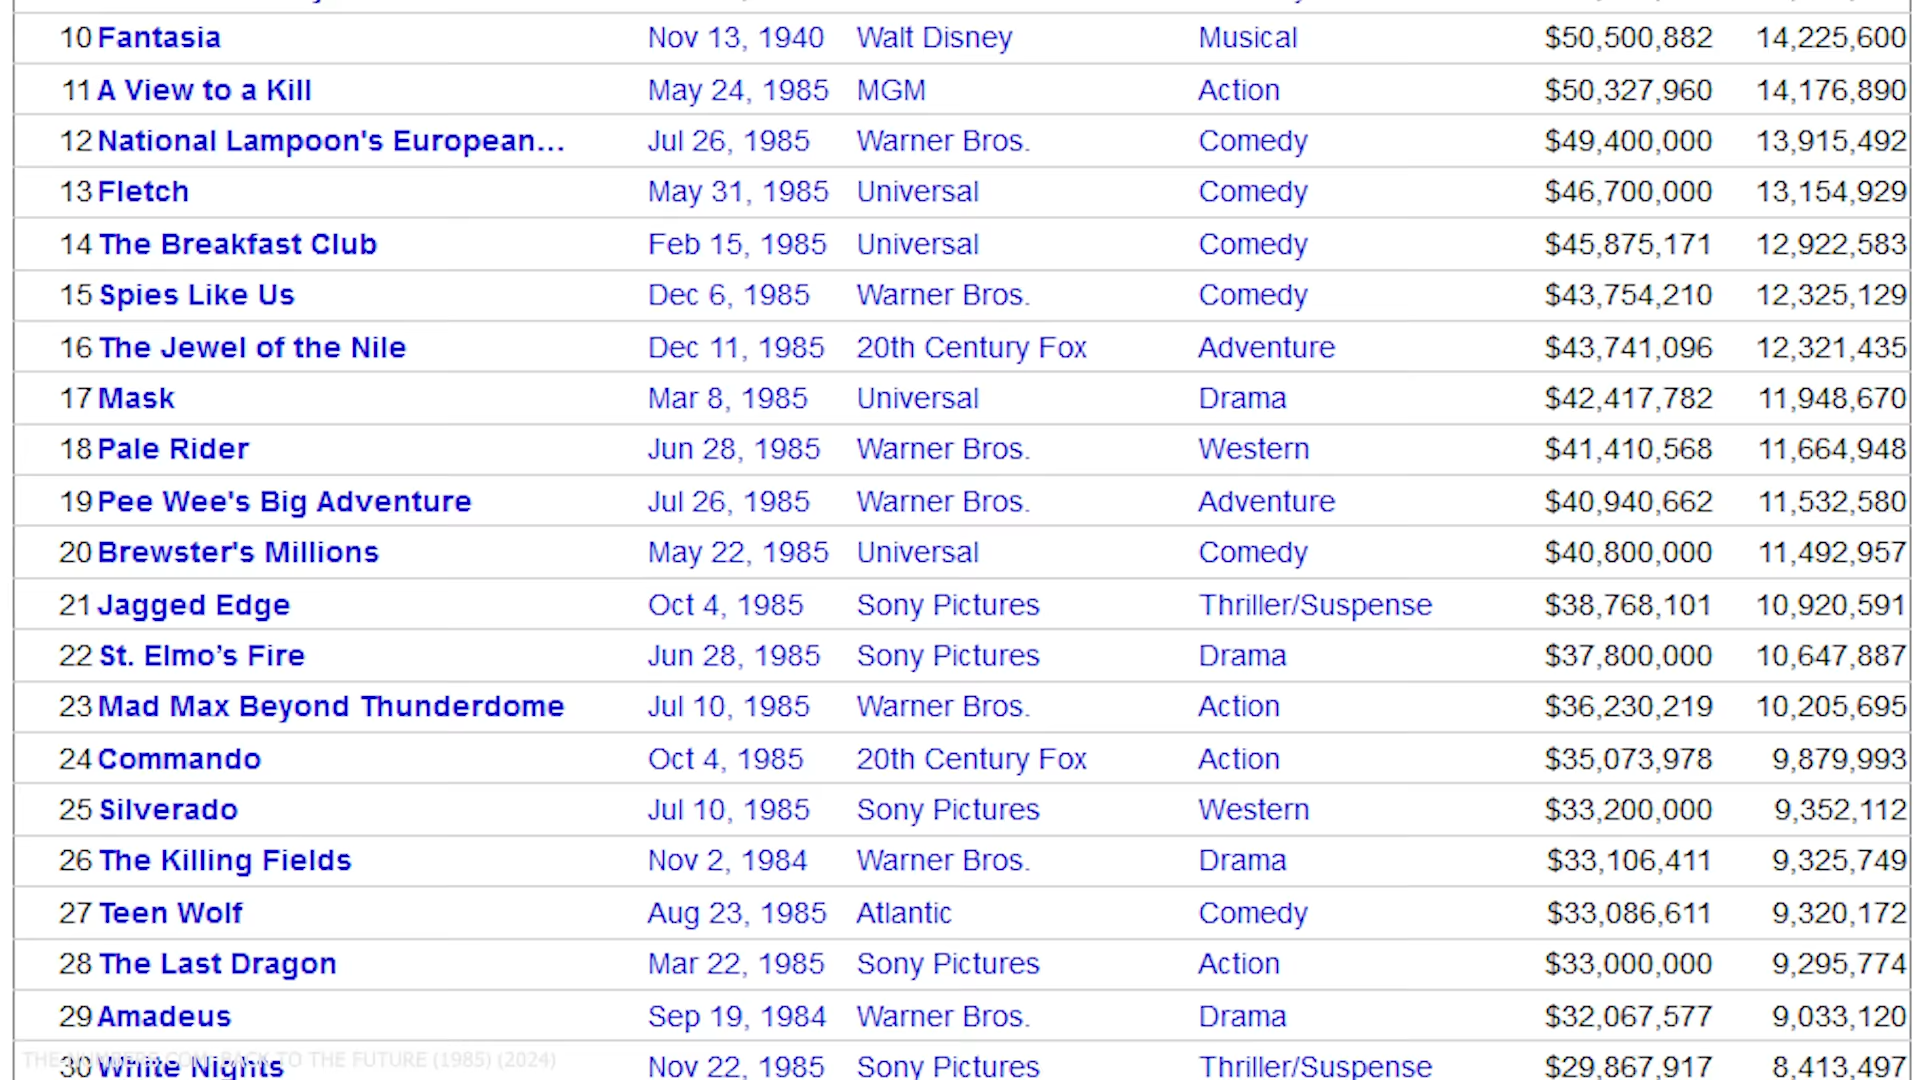 10 Fantasia Nov 13, 1940 Walt Disney Musical $50,500,882 14,225,600
11 A View to a Kill May 24, 1985 MGM Action $50,327,960 14,176,890
12 National Lampoon's European… Jul 26, 1985 Warner Bros. Comedy $49,400,000 13,915,492
13 Fletch May 31, 1985 Universal Comedy $46,700,000 13,154,929
14 The Breakfast Club Feb 15, 1985 Universal Comedy $45,875,171 12,922,583
15 Spies Like Us Dec 6, 1985 Warner Bros. Comedy $43,754,210 12,325,129
16 The Jewel of the Nile Dec 11, 1985 20th Century Fox Adventure $43,741,096 12,321,435
17 Mask Mar 8, 1985 Universal Drama $42,417,782 11,948,670
18 Pale Rider Jun 28, 1985 Warner Bros. Western $41,410,568 11,664,948
19 Pee Wee's Big Adventure Jul 26, 1985 Warner Bros. Adventure $40,940,662 11,532,580
20 Brewster's Millions May 22, 1985 Universal Comedy $40,800,000 11,492,957
21 Jagged Edge Oct 4, 1985 Sony Pictures Thriller/Suspense $38,768,101 10,920,591
22 St. Elmo’s Fire Jun 28, 1985 Sony Pictures Drama $37,800,000 10,647,887
23 Mad Max Beyond Thunderdome Jul 10, 1985 Warner Bros. Action $36,230,219 10,205,695
24 Commando Oct 4, 1985 20th Century Fox Action $35,073,978 9,879,993
25 Silverado Jul 10, 1985 Sony Pictures Western $33,200,000 9,352,112
26 The Killing Fields Nov 2, 1984 Warner Bros. Drama $33,106,411 9,325,749
27 Teen Wolf Aug 23, 1985 Atlantic Comedy $33,086,611 9,320,172
28 The Last Dragon Mar 22, 1985 Sony Pictures Action $33,000,000 9,295,774
29 Amadeus Sep 19, 1984 Warner Bros. Drama $32,067,577 9,033,120
30 White Nights Nov 22, 1985 Sony Pictures Thriller/Suspense $29,867,917 8,413,497
THE-NUMBERS.COM, BACK TO THE FUTURE (1985) (2024)